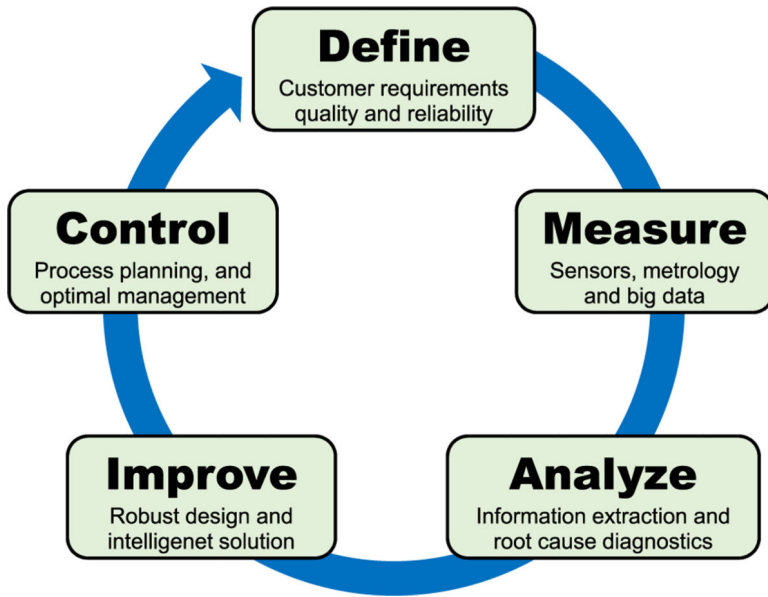 Define
Customer requirements
quality and reliability
Measure
Sensors, metrology
and big data
Analyze
Information extraction and
root cause diagnostics
Improve
Robust design and
intelligenet solution
Control
Process planning, and
optimal management